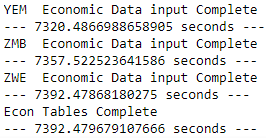 YEM  Economic Data input Complete
--- 7320.4866988658905 seconds ---
ZMB  Economic Data input Complete
--- 7357.522523641586 seconds ---
ZWE  Economic Data input Complete
--- 7392.47868180275 seconds ---
Econ Tables Complete
--- 7392.479679107666 seconds ---